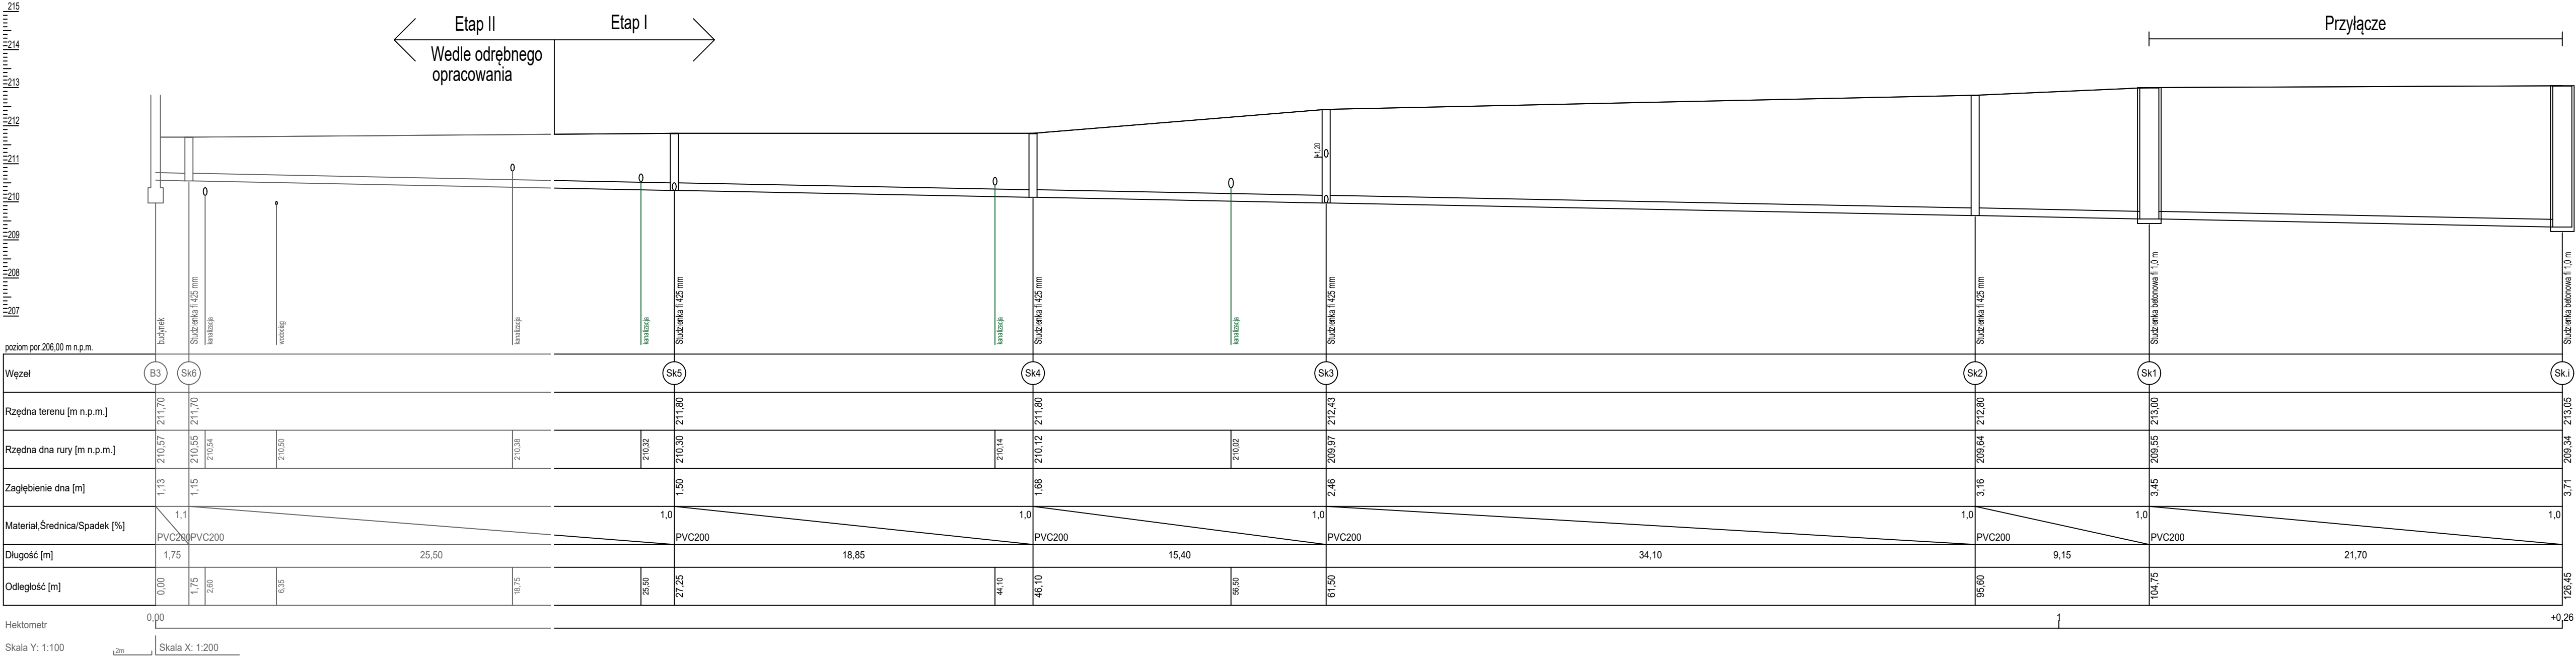 215
214
213
212
211
210
209
208
207
Etap II
Etap I
Wedle odrębnego
opracowania
Przyłącze
H1,20
budynek
Studzienka fi 425 mm
kanalizacja
wodociąg
kanalizacja
kanalizacja
Studzienka fi 425 mm
kanalizacja
Studzienka fi 425 mm
kanalizacja
Studzienka fi 425 mm
Studzienka fi 425 mm
Studzienka betonowa fi 1,0 m
Studzienka betonowa fi 1,0 m
poziom por.206,00 m n.p.m.
Węzeł B3 Sk6 Sk5 Sk4 Sk3 Sk2 Sk1 Sk.i
Rzędna terenu [m n.p.m.] 211,70 211,70 211,80 211,80 212,43 212,80 213,00 213,05
Rzędna dna rury [m n.p.m.] 210,57 210,55 210,54 210,50 210,38 210,32 210,30 210,14 210,12 210,02 209,97 209,64 209,55 209,34
Zagłębienie dna [m] 1,13 1,15 1,50 1,68 2,46 3,16 3,45 3,71
1,1 1,0 1,0 1,0 1,0 1,0 1,0
Materiał,Średnica/Spadek [%]
PVC200 PVC200 PVC200 PVC200 PVC200 PVC200 PVC200
Długość [m] 1,75 25,50 18,85 15,40 34,10 9,15 21,70
Odległość [m] 0,00 1,75 2,60 6,35 18,75 25,50 27,25 44,10 46,10 56,50 61,50 95,60 104,75 126,45
0,00 1 +0,26
Hektometr
Skala Y: 1:100 2m Skala X: 1:200